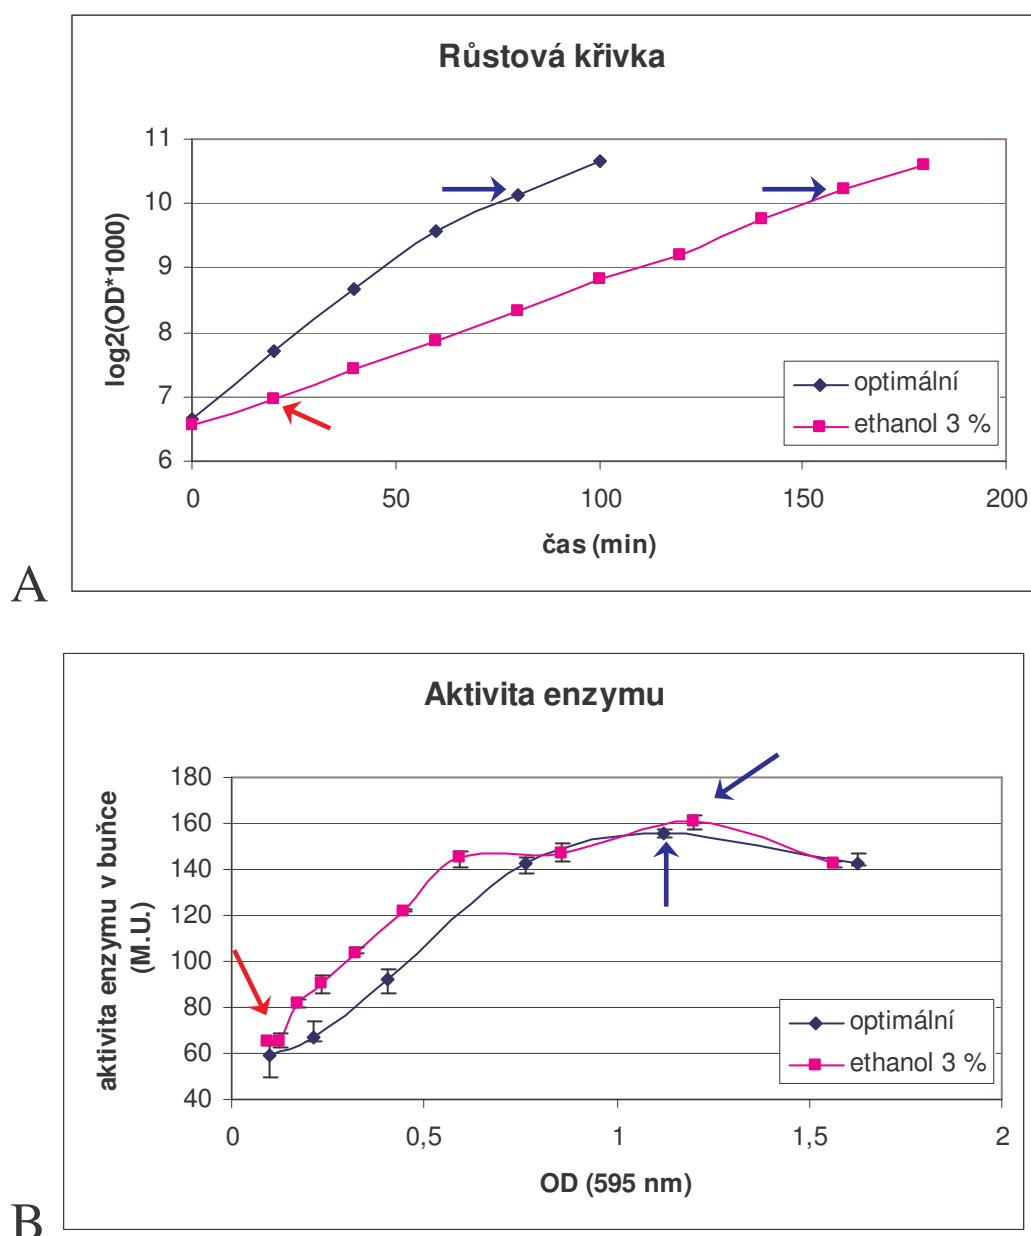 Růstová křivka
11
10
9
8
7
6
log2(OD*1000)
optimální
ethanol 3 %
0
50
100
150
200
čas (min)
A
Aktivita enzymu
180
160
140
120
100
80
60
40
aktivita enzymu v buňce
(M.U.)
optimální
ethanol 3 %
0
0,5
1
1,5
2
OD (595 nm)
B